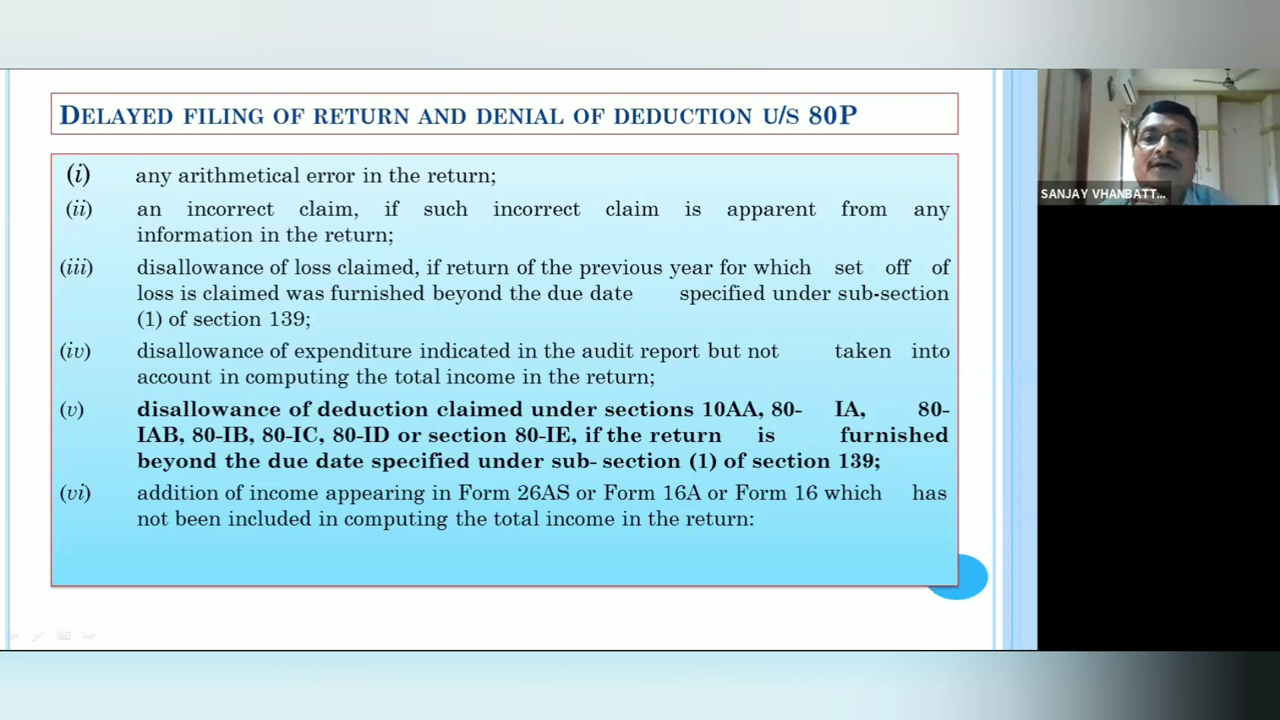 DELAYED FILING OF RETURN AND DENIAL OF DEDUCTION U/S 80P
(i) any arithmetical error in the return;
(ii) an incorrect claim, if such incorrect claim is apparent from any
information in the return;
(iii) disallowance of loss claimed, if return of the previous year for which set off of
loss is claimed was furnished beyond the due date specified under sub-section
(1) of section 139;
(iv) disallowance of expenditure indicated in the audit report but not taken into
account in computing the total income in the return;
(v) disallowance of deduction claimed under sections 10AA, 80- IA, 80-
IAB, 80-IB, 80-IC, 80-ID or section 80-IE, if the return is furnished
beyond the due date specified under sub- section (1) of section 139;
(vi) addition of income appearing in Form 26AS or Form 16A or Form 16 which has
not been included in computing the total income in the return:
SANJAY VHANBATT...